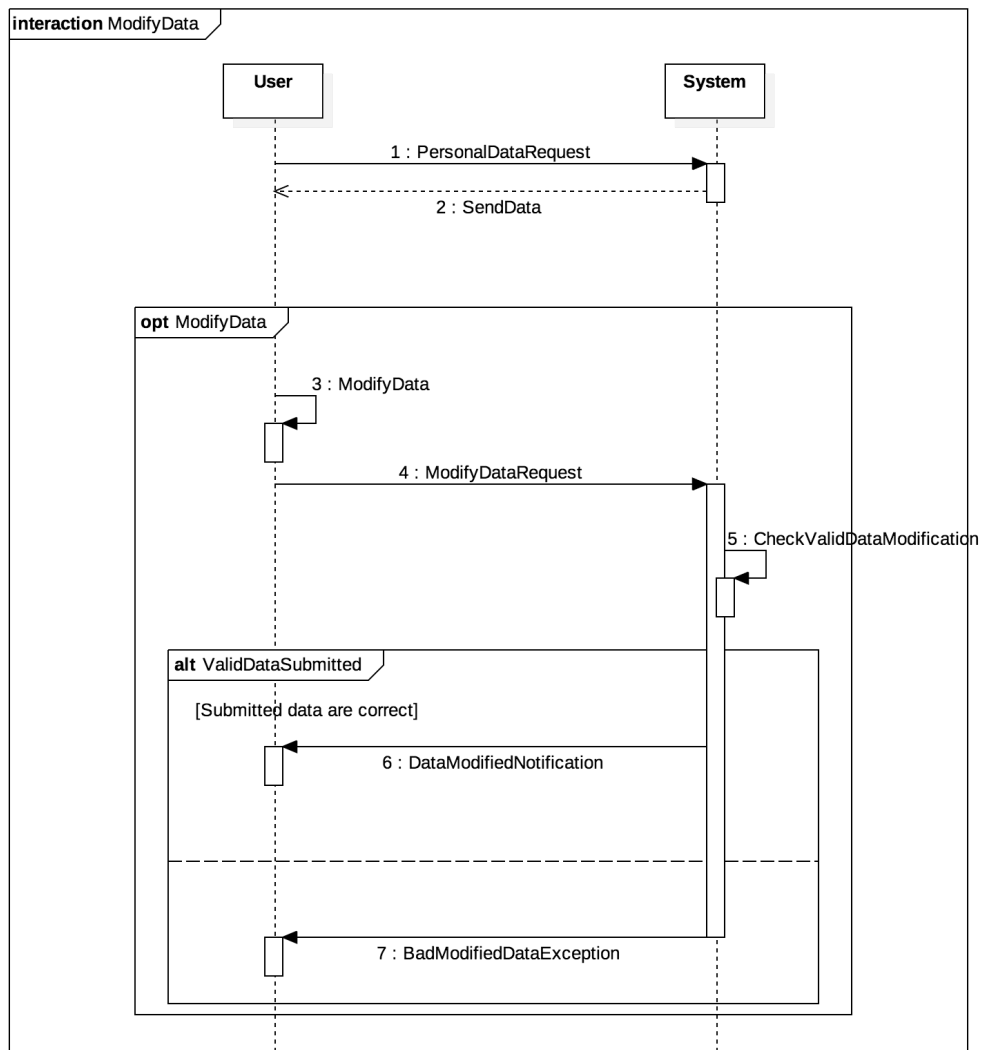 interaction ModifyData
User
System
1 : PersonalDataRequest
2 : SendData
opt ModifyData
3 : ModifyData
4 : ModifyDataRequest
5 : CheckValidDataModification
alt ValidDataSubmitted
[Submitted data are correct]
6 : DataModifiedNotification
7 : BadModifiedDataException